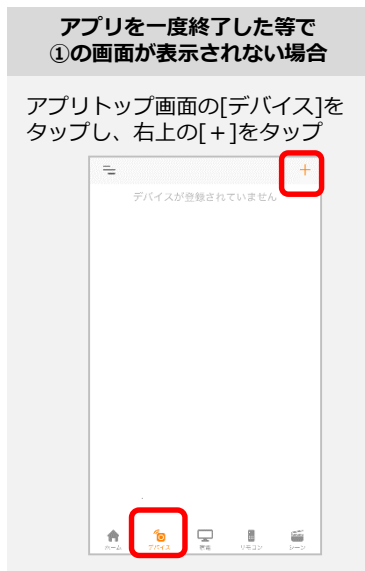 アプリを一度終了した等で
①の画面が表示されない場合
アプリトップ画面の[デバイス]を
タップし、右上の[+]をタップ
デバイスが登録されていません
ホーム
デバイス
家電
リモコン
シーン